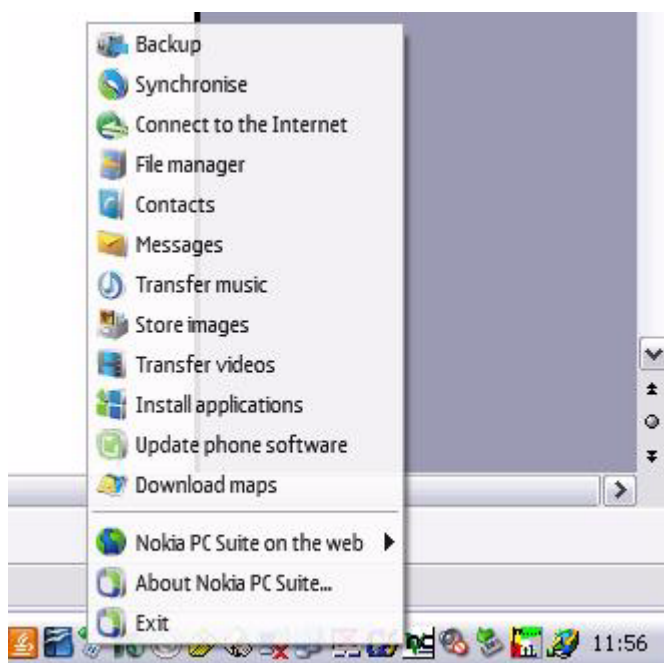 Backup
Synchronise
Connect to the Internet
File manager
Contacts
Messages
Transfer music
Store images
Transfer videos
Install applications
Update phone software
Download maps
Nokia PC Suite on the web
About Nokia PC Suite...
Exit
11:56